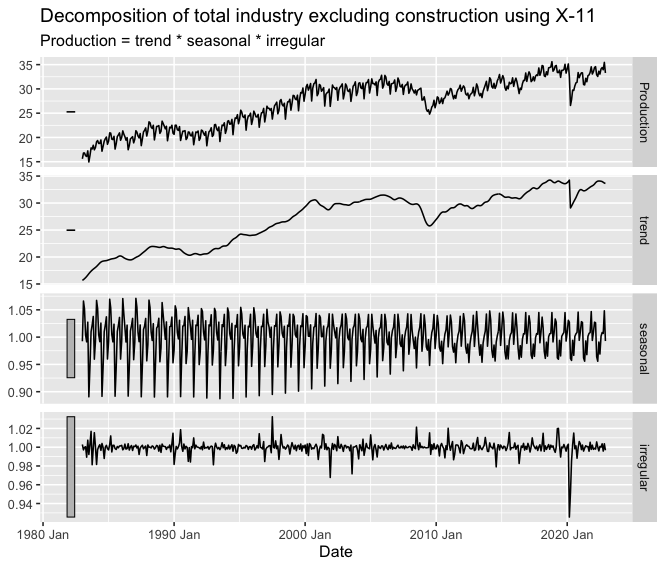 Decomposition of total industry excluding construction using X-11
Production = trend * seasonal * irregular
35
30
25
20
15
Production
35
30
25
20
15
trend
1.05
1.00
0.95
0.90
seasonal
1.02
1.00
0.98
0.96
0.94
irregular
1980 Jan 1990 Jan 2000 Jan 2010 Jan 2020 Jan
Date